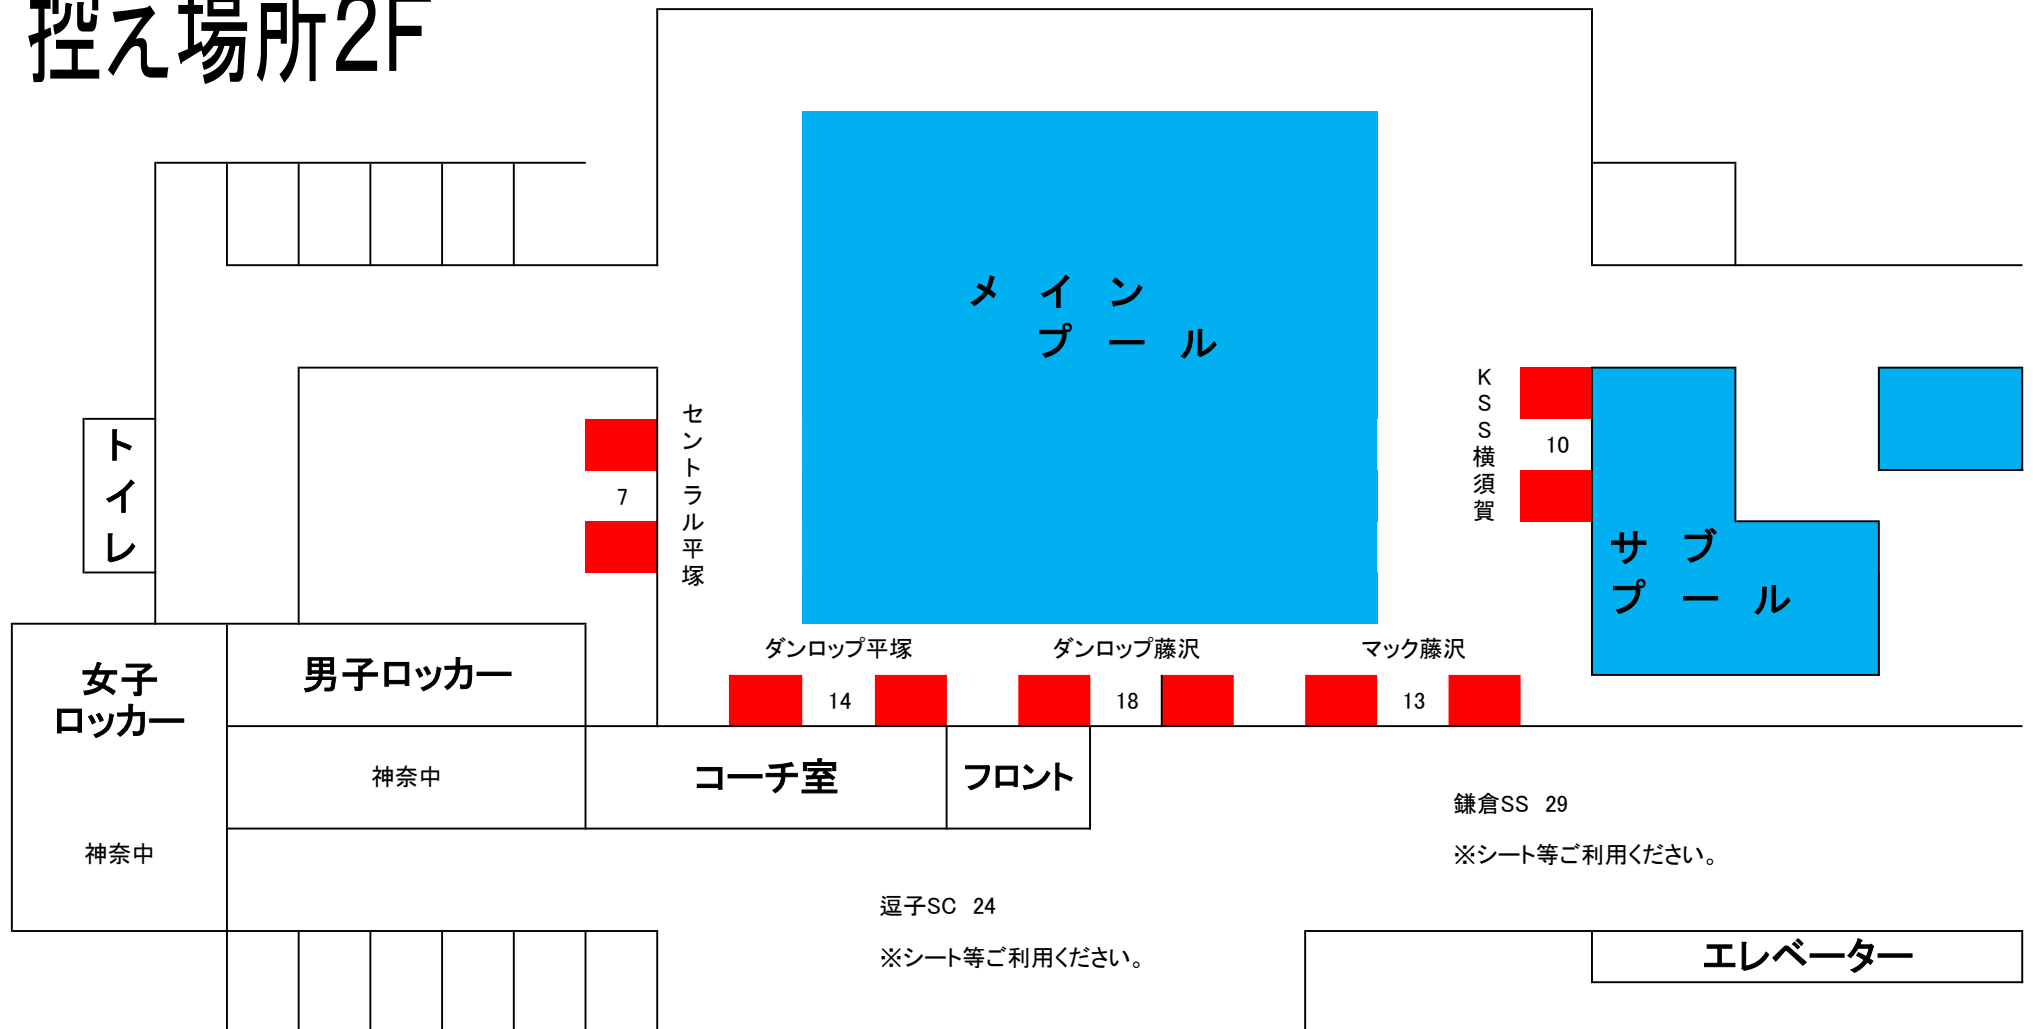 控え場所2F
メイン
プール
KSS横須賀
10
セントラル平塚
7
トイレ
サブ
プール
ダンロップ平塚
ダンロップ藤沢
マック藤沢
14
18
13
女子
ロッカー
男子ロッカー
神奈中
コーチ室
フロント
神奈中
鎌倉SS 29
※シート等ご利用ください。
逗子SC 24
※シート等ご利用ください。
エレベーター